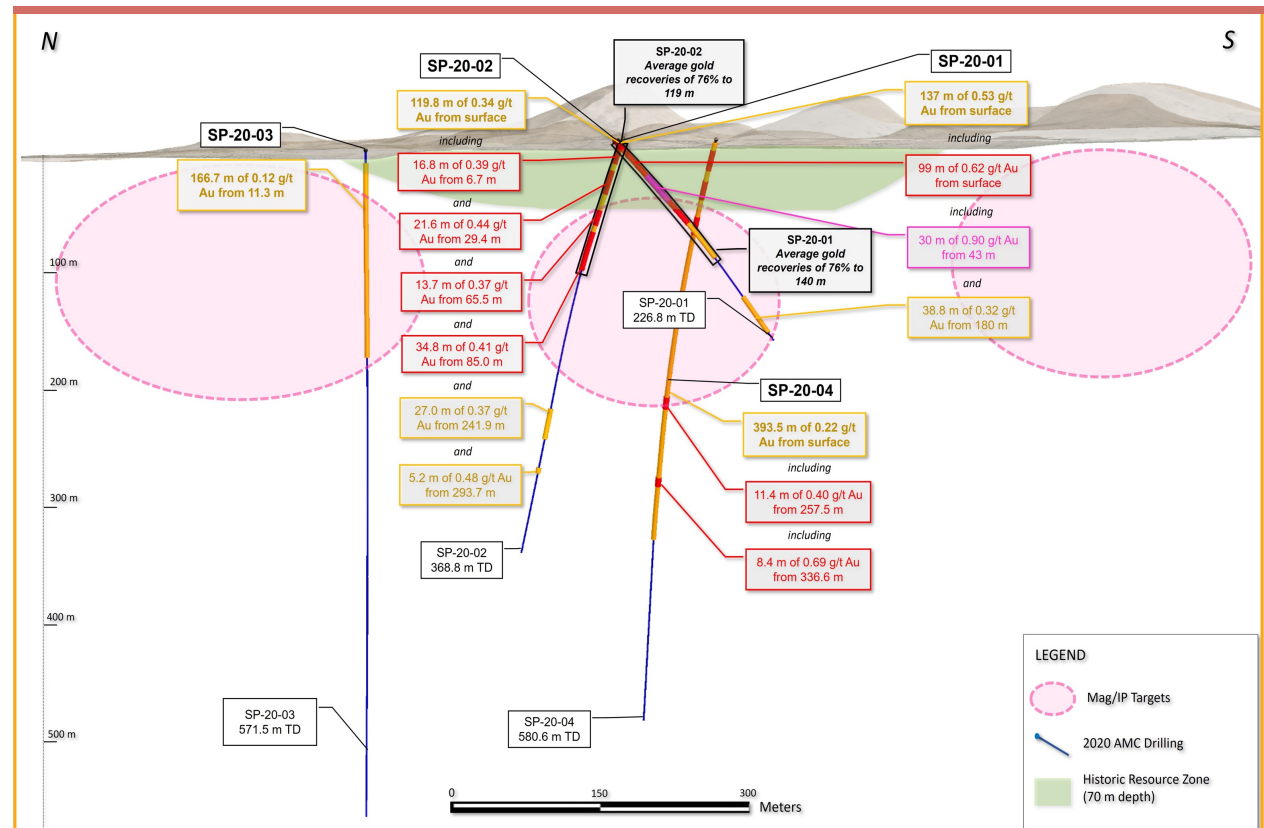 N
S
SP-20-02
Average gold
recoveries of 76% to
119 m
SP-20-02
SP-20-01
119.8 m of 0.34 g/t
Au from surface
137 m of 0.53 g/t
Au from surface
SP-20-03
including
including
16.8 m of 0.39 g/t
Au from 6.7 m
99 m of 0.62 g/t Au
from surface
166.7 m of 0.12 g/t
Au from 11.3 m
and
including
21.6 m of 0.44 g/t
Au from 29.4 m
30 m of 0.90 g/t Au
from 43 m
SP-20-01
Average gold
recoveries of 76% to
140 m
and
and
100 m
13.7 m of 0.37 g/t
Au from 65.5 m
SP-20-01
226.8 m TD
38.8 m of 0.32 g/t
Au from 180 m
and
34.8 m of 0.41 g/t
Au from 85.0 m
and
200 m
SP-20-04
27.0 m of 0.37 g/t
Au from 241.9 m
393.5 m of 0.22 g/t
Au from surface
and
including
5.2 m of 0.48 g/t Au
from 293.7 m
11.4 m of 0.40 g/t Au
from 257.5 m
300 m
including
SP-20-02
368.8 m TD
8.4 m of 0.69 g/t Au
from 336.6 m
400 m
SP-20-03
571.5 m TD
SP-20-04
580.6 m TD
500 m
0
150
300
Meters
LEGEND
Mag/IP Targets
2020 AMC Drilling
Historic Resource Zone
(70 m depth)